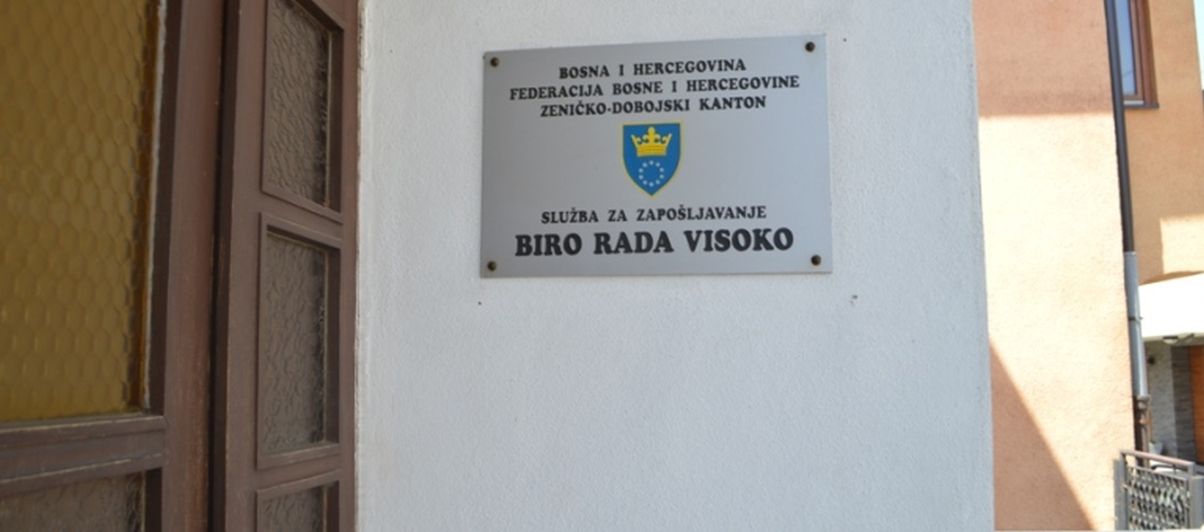 BOSNA I HERCEGOVINA
FEDERACIJA BOSNE I HERCEGOVINE
ZENIČKO-DOBOJSKI KANTON
SLUŽBA ZA ZAPOŠLJAVANJE
BIRO RADA VISOKO